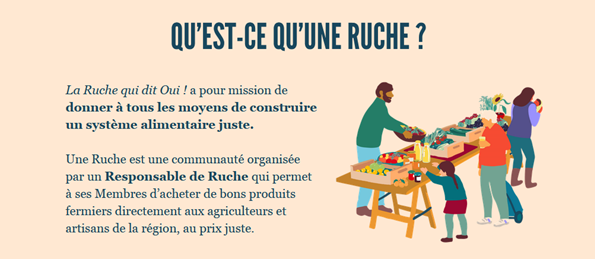 QU'EST-CE QU'UNE RUCHE ?
La Ruche qui dit Oui ! a pour mission de
donner à tous les moyens de construire
un système alimentaire juste.
Une Ruche est une communauté organisée
par un Responsable de Ruche qui permet
à ses Membres d'acheter de bons produits
fermiers directement aux agriculteurs et
artisans de la région, au prix juste.